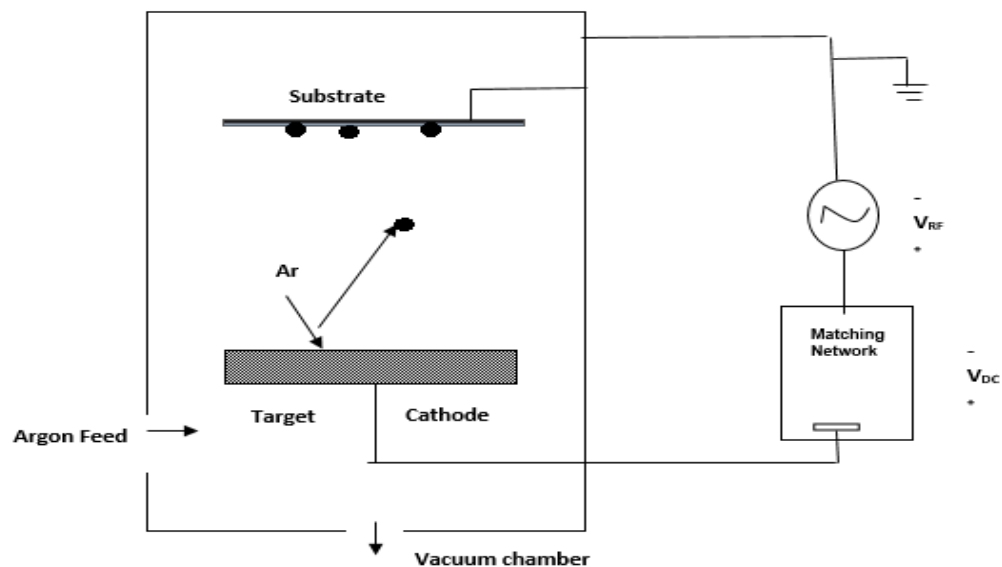 Substrate
Ar
Target
Cathode
Argon Feed
Vacuum chamber
-
VRF
+
Matching
Network
-
VDC
+